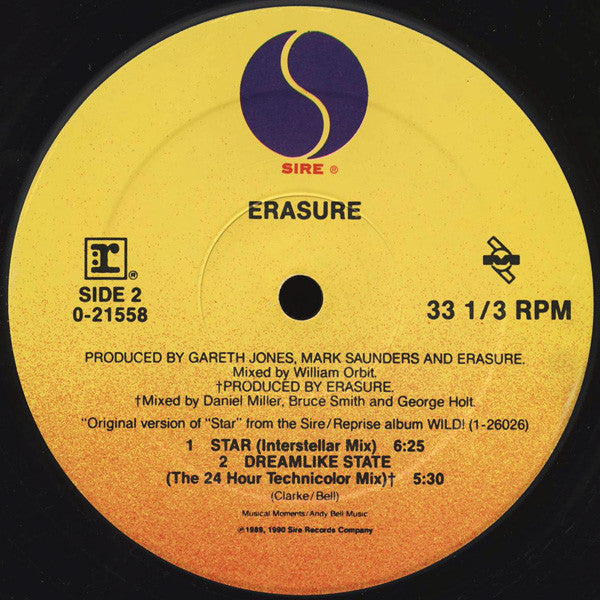 SIRE ®
ERASURE
r®
SIDE 2
0-21558
33 1/3 RPM
PRODUCED BY GARETH JONES, MARK SAUNDERS AND ERASURE.
Mixed by William Orbit.
†PRODUCED BY ERASURE.
†Mixed by Daniel Miller, Bruce Smith and George Holt.
"Original version of "Star" from the Sire/Reprise album WILD! (1-26026)
1 STAR (Interstellar Mix) 6:25
2 DREAMLIKE STATE
(The 24 Hour Technicolor Mix)† 5:30
(Clarke/Bell)
Musical Moments/Andy Bell Music
℗1989, 1990 Sire Records Company